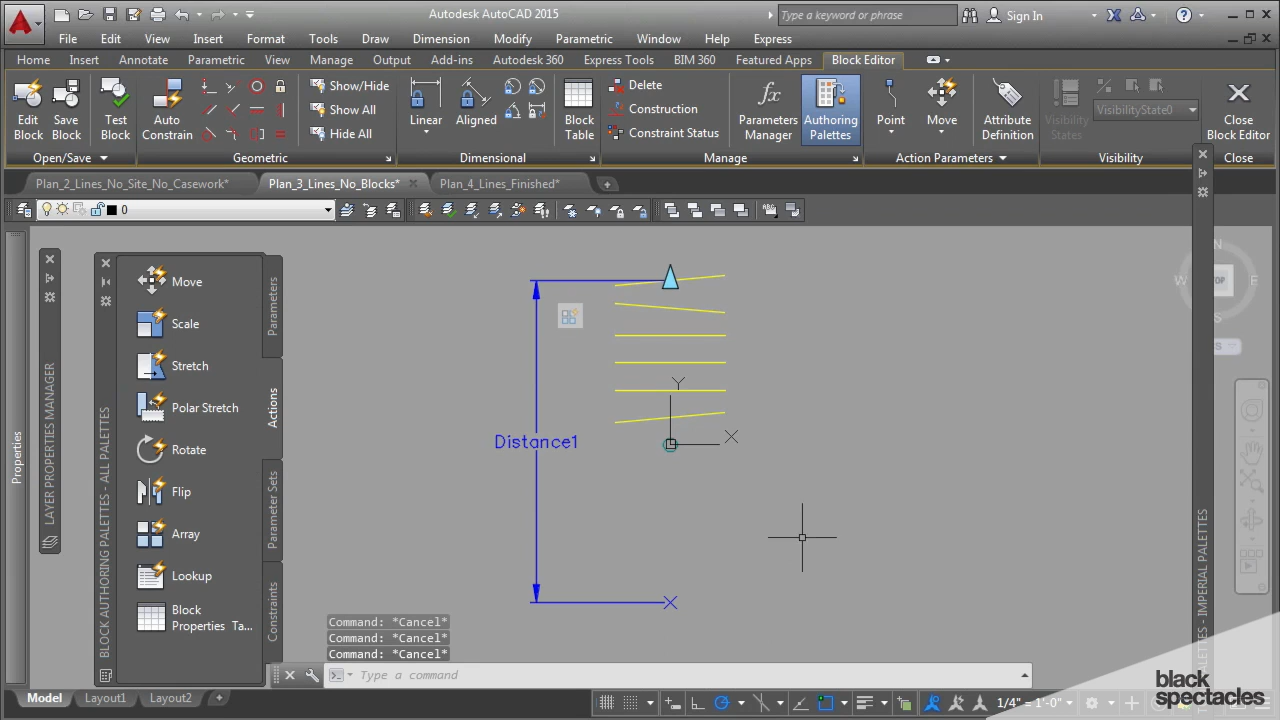 Autodesk AutoCAD 2015
Type a keyword or phrase
Sign In
File Edit View Insert Format Tools Draw Dimension Modify Parametric Window Help Express
Home Insert Annotate Parametric View Manage Output Add-ins Autodesk 360 Express Tools BIM 360 Featured Apps Block Editor
Edit Block
Save Block
Test Block
Open/Save
Auto Constrain
Show/Hide
Show All
Hide All
Geometric
Linear
Aligned
Dimensional
Block Table
Delete
Construction
Constraint Status
Parameters Manager
Authoring Palettes
Manage
Point
Move
Attribute Definition
Action Parameters
Visibility States
VisibilityState0
Visibility
Close Block Editor
Close
Plan_2_Lines_No_Site_No_Casework*
Plan_3_Lines_No_Blocks*
Plan_4_Lines_Finished*
0
Properties
LAYER PROPERTIES MANAGER
BLOCK AUTHORING PALETTES - ALL PALETTES
Move
Scale
Stretch
Polar Stretch
Rotate
Flip
Array
Lookup
Block Properties Ta...
Parameters
Actions
Parameter Sets
Constraints
Distance1
Y
X
N
W
TOP
E
S
PALETTES - IMPERIAL PALETTES
Command: *Cancel*
Command: *Cancel*
Command: *Cancel*
Type a command
Model Layout1 Layout2
1/4" = 1'-0"
black
spectacles